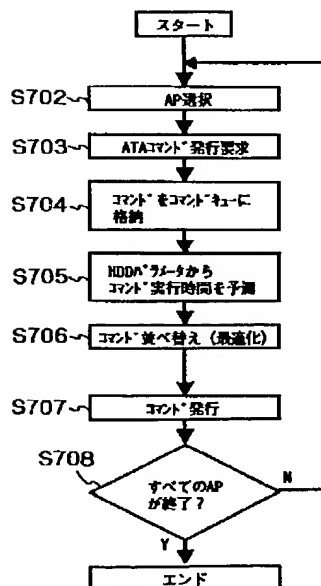 スタート
S702
AP選択
S703
ATAコマンド発行要求
S704
コマンドをコマンドキューに
格納
S705
HDDパラメータから
コマンド実行時間を予測
S706
コマンド並べ替え(最適化)
S707
コマンド発行
S708
すべてのAP
が終了?
N
Y
エンド